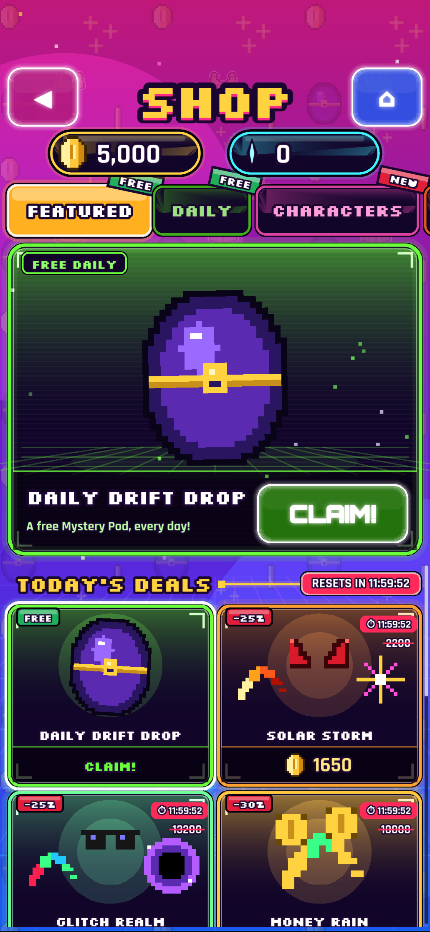 SHOP
5,000
0
FREE
FREE
NEW
FEATURED
DAILY
CHARACTERS
FREE DAILY
DAILY DRIFT DROP
A free Mystery Pod, every day!
CLAIM!
TODAY'S DEALS
RESETS IN 11:59:52
FREE
DAILY DRIFT DROP
CLAIM!
-25%
11:59:52
2200
SOLAR STORM
1650
-25%
11:59:52
13200
GLITCH REALM
-30%
11:59:52
10000
MONEY RAIN